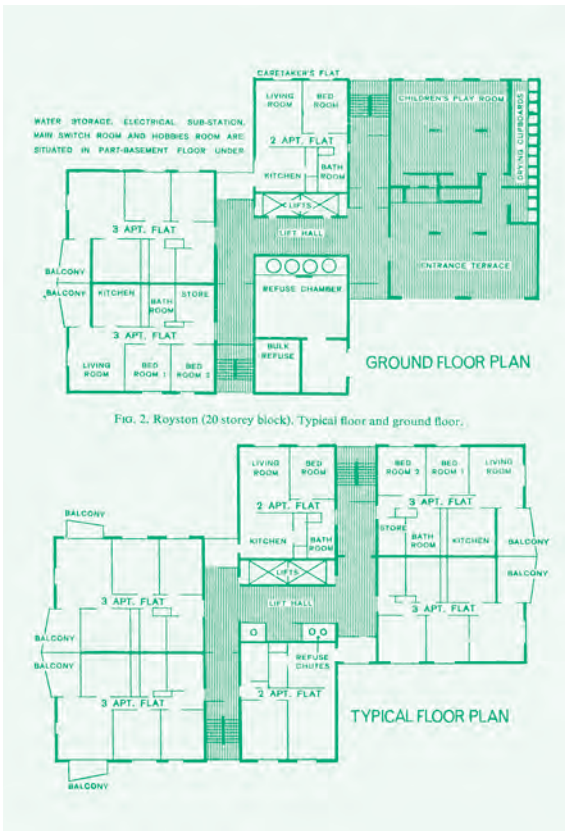 CARETAKER'S FLAT
LIVING ROOM
BED ROOM
CHILDREN'S PLAY ROOM
DRYING CUPBOARDS
WATER STORAGE, ELECTRICAL SUB-STATION,
MAIN SWITCH ROOM AND HOBBIES ROOM ARE
SITUATED IN PART-BASEMENT FLOOR UNDER
2 APT. FLAT
KITCHEN
BATH ROOM
LIFTS
3 APT. FLAT
LIFT HALL
ENTRANCE TERRACE
BALCONY
BALCONY
KITCHEN
BATH ROOM
STORE
REFUSE CHAMBER
3 APT. FLAT
BULK REFUSE
LIVING ROOM
BED ROOM 1
BED ROOM 2
GROUND FLOOR PLAN
FIG. 2. Royston (20 storey block). Typical floor and ground floor.
LIVING ROOM
BED ROOM
BED ROOM 2
BED ROOM 1
LIVING ROOM
2 APT. FLAT
3 APT. FLAT
BALCONY
STORE
KITCHEN
BATH ROOM
BATH ROOM
KITCHEN
BALCONY
LIFTS
BALCONY
3 APT. FLAT
LIFT HALL
3 APT. FLAT
BALCONY
BALCONY
REFUSE CHUTES
3 APT. FLAT
2 APT. FLAT
TYPICAL FLOOR PLAN
BALCONY